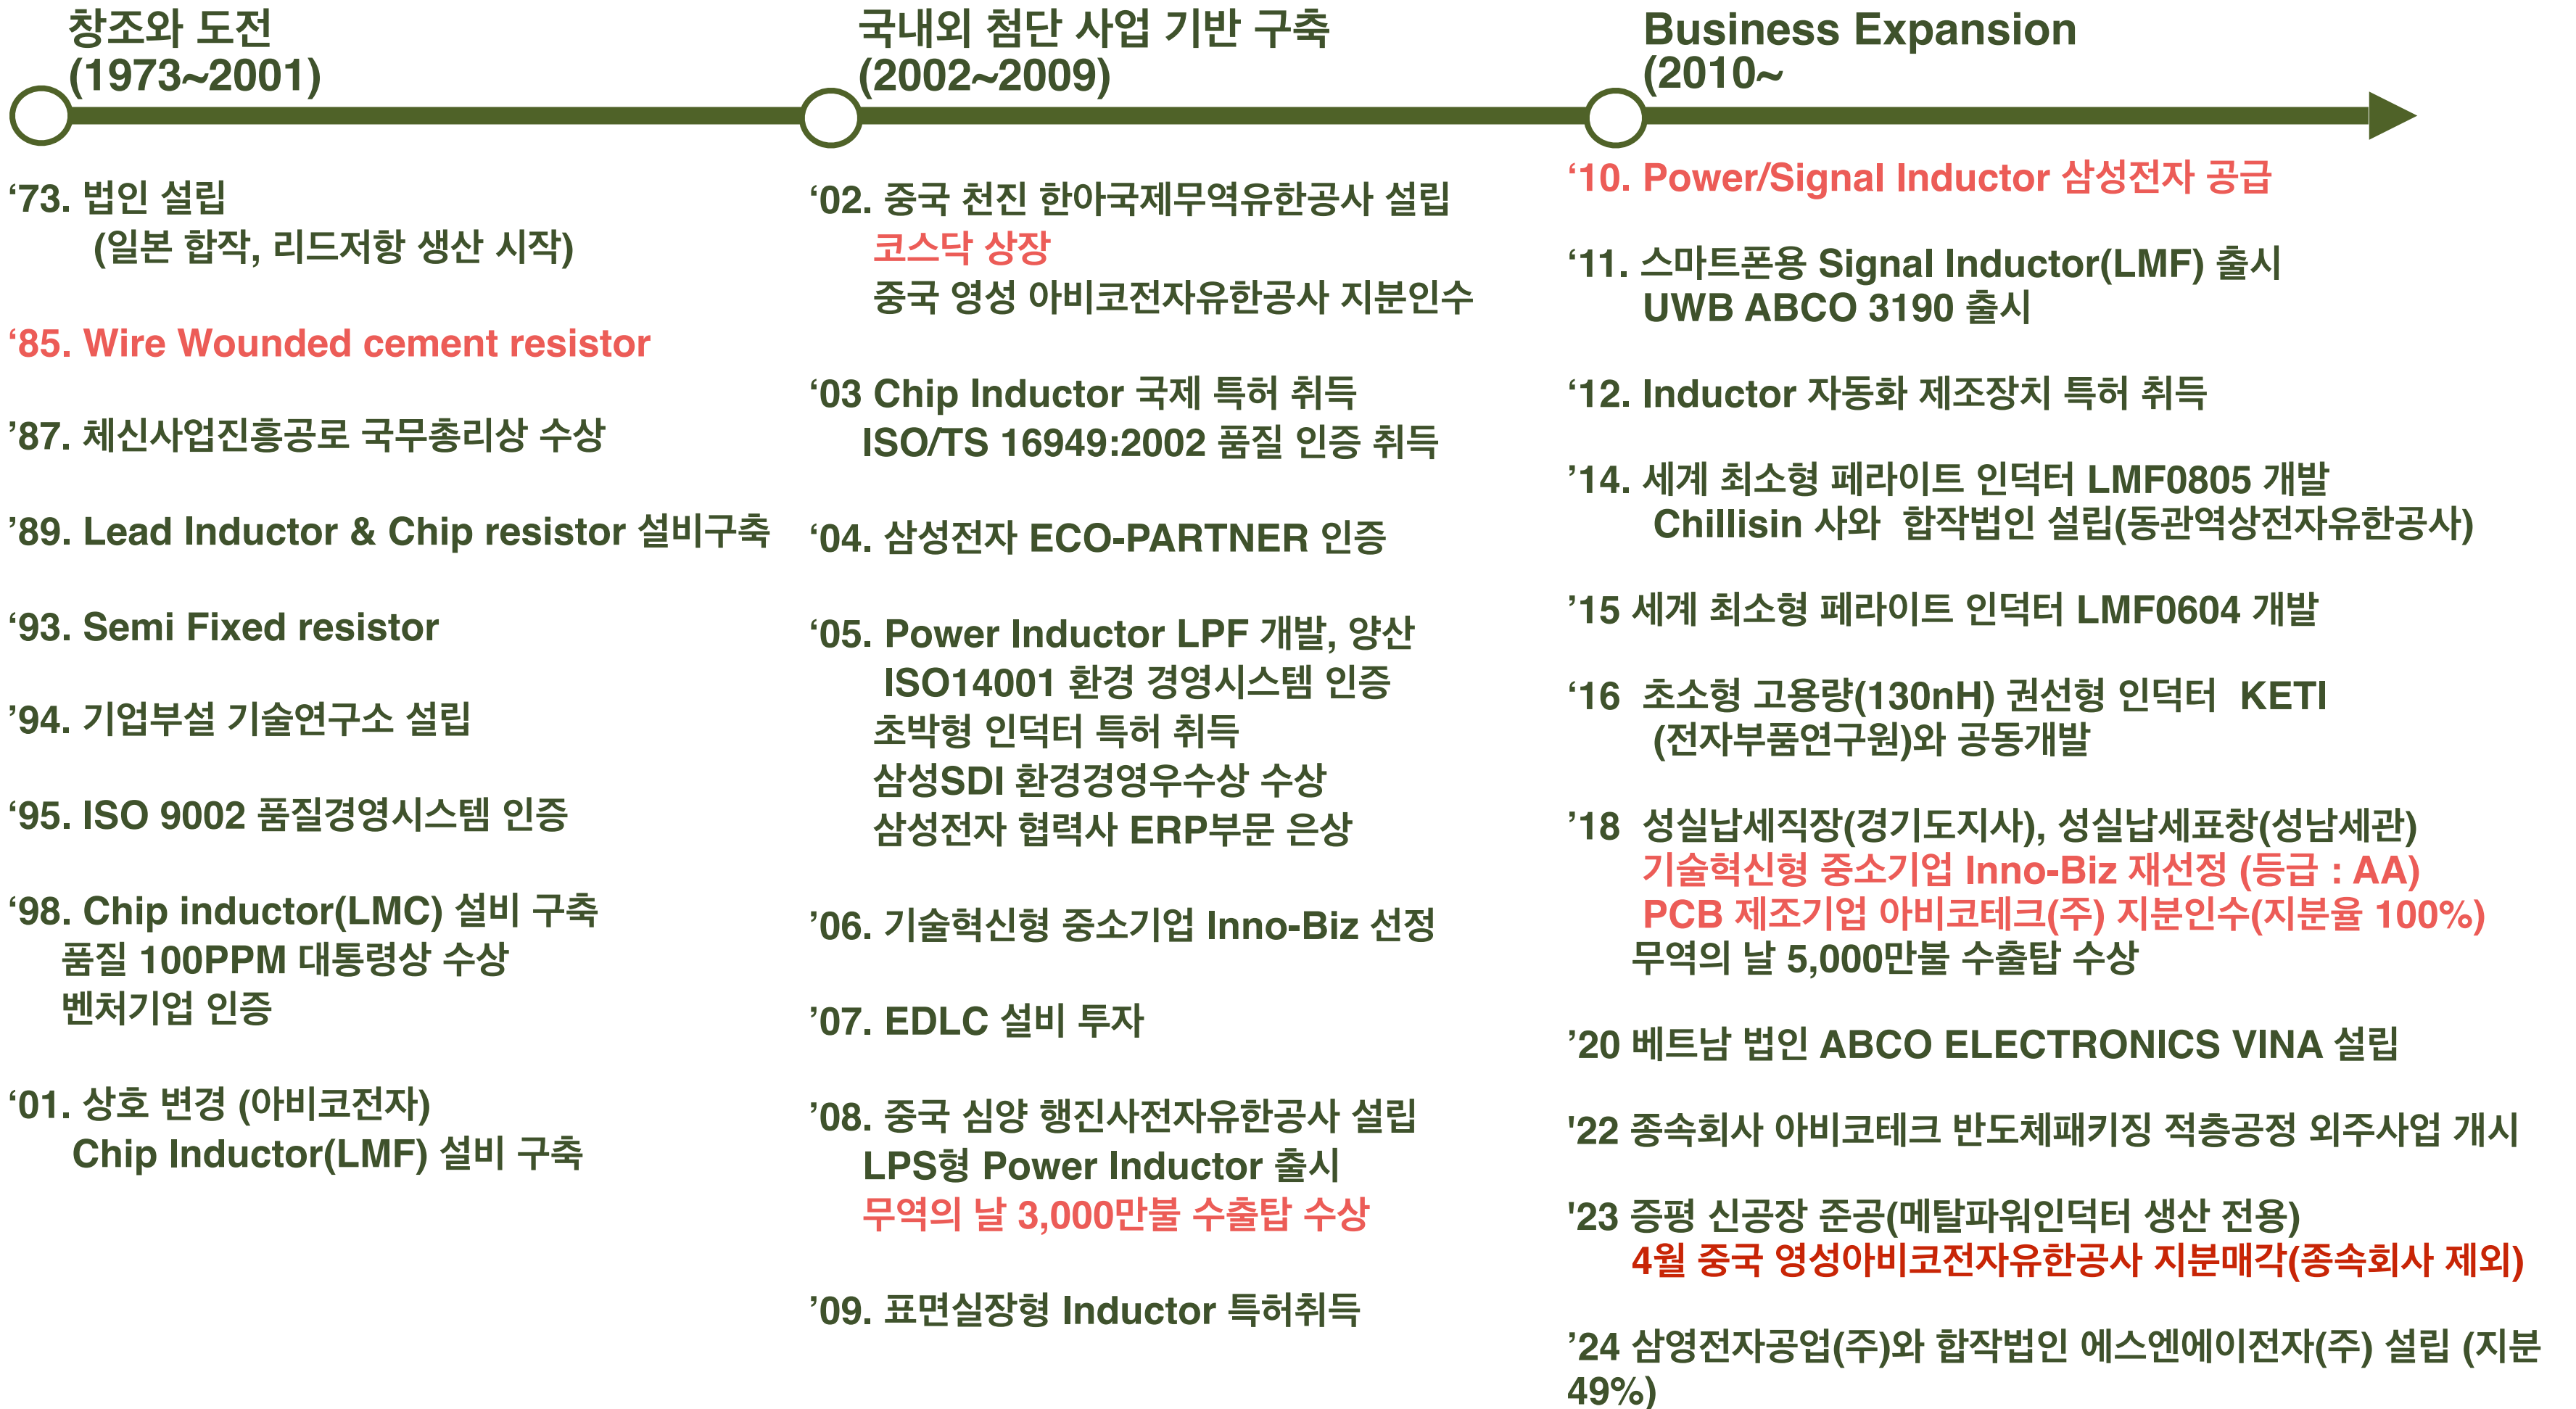 창조와 도전
(1973~2001)
‘73. 법인 설립
(일본 합작, 리드저항 생산 시작)
‘85. Wire Wounded cement resistor
’87. 체신사업진흥공로 국무총리상 수상
’89. Lead Inductor & Chip resistor 설비구축
‘93. Semi Fixed resistor
’94. 기업부설 기술연구소 설립
‘95. ISO 9002 품질경영시스템 인증
‘98. Chip inductor(LMC) 설비 구축
품질 100PPM 대통령상 수상
벤처기업 인증
‘01. 상호 변경 (아비코전자)
Chip Inductor(LMF) 설비 구축
국내외 첨단 사업 기반 구축
(2002~2009)
‘02. 중국 천진 한아국제무역유한공사 설립
코스닥 상장
중국 영성 아비코전자유한공사 지분인수
‘03 Chip Inductor 국제 특허 취득
ISO/TS 16949:2002 품질 인증 취득
‘04. 삼성전자 ECO-PARTNER 인증
‘05. Power Inductor LPF 개발, 양산
ISO14001 환경 경영시스템 인증
초박형 인덕터 특허 취득
삼성SDI 환경경영우수상 수상
삼성전자 협력사 ERP부문 은상
’06. 기술혁신형 중소기업 Inno-Biz 선정
’07. EDLC 설비 투자
’08. 중국 심양 행진사전자유한공사 설립
LPS형 Power Inductor 출시
무역의 날 3,000만불 수출탑 수상
’09. 표면실장형 Inductor 특허취득
Business Expansion
(2010~
‘10. Power/Signal Inductor 삼성전자 공급
‘11. 스마트폰용 Signal Inductor(LMF) 출시
UWB ABCO 3190 출시
‘12. Inductor 자동화 제조장치 특허 취득
’14. 세계 최소형 페라이트 인덕터 LMF0805 개발
Chillisin 사와 합작법인 설립(동관역상전자유한공사)
’15 세계 최소형 페라이트 인덕터 LMF0604 개발
‘16 초소형 고용량(130nH) 권선형 인덕터 KETI
(전자부품연구원)와 공동개발
’18 성실납세직장(경기도지사), 성실납세표창(성남세관)
기술혁신형 중소기업 Inno-Biz 재선정 (등급 : AA)
PCB 제조기업 아비코테크(주) 지분인수(지분율 100%)
무역의 날 5,000만불 수출탑 수상
’20 베트남 법인 ABCO ELECTRONICS VINA 설립
'22 종속회사 아비코테크 반도체패키징 적층공정 외주사업 개시
'23 증평 신공장 준공(메탈파워인덕터 생산 전용)
4월 중국 영성아비코전자유한공사 지분매각(종속회사 제외)
’24 삼영전자공업(주)와 합작법인 에스엔에이전자(주) 설립 (지분
49%)